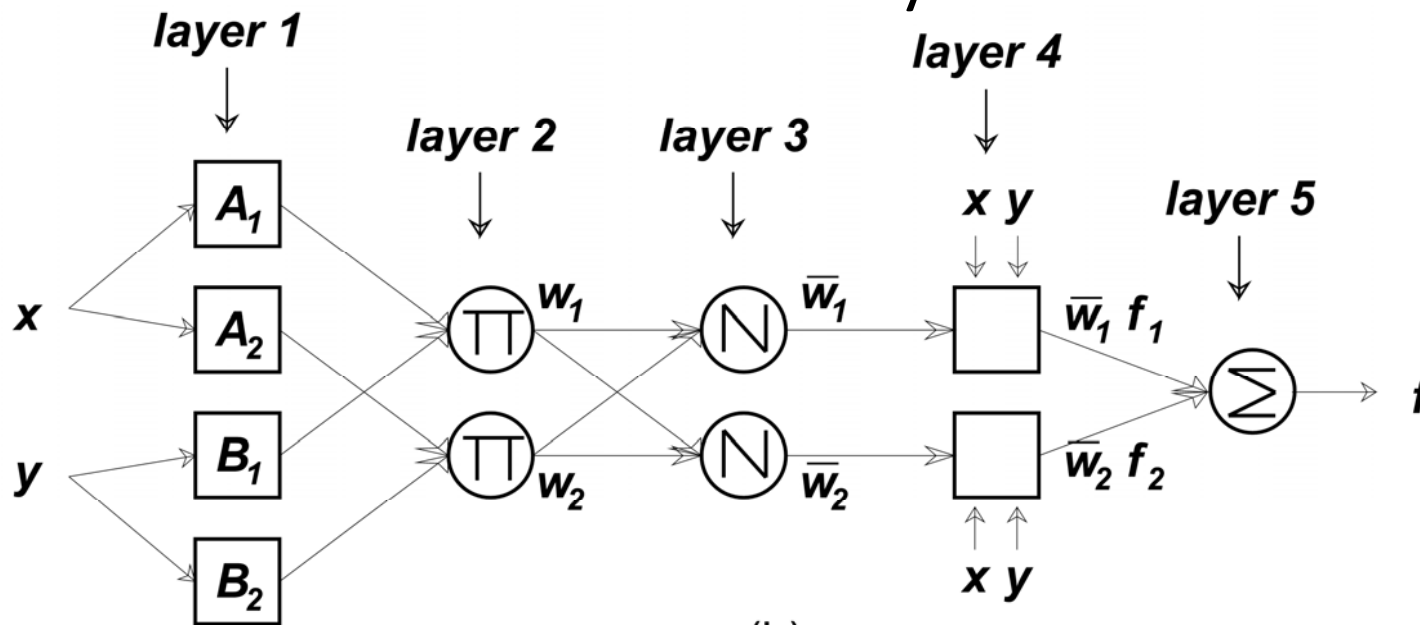 layer 1
layer 4
layer 2
layer 3
x y
layer 5
A₁
x
A₂
Π
w₁
N
w̅₁
w̅₁ f₁
Σ
f
y
B₁
Π
w₂
N
w̅₂
w̅₂ f₂
B₂
x y